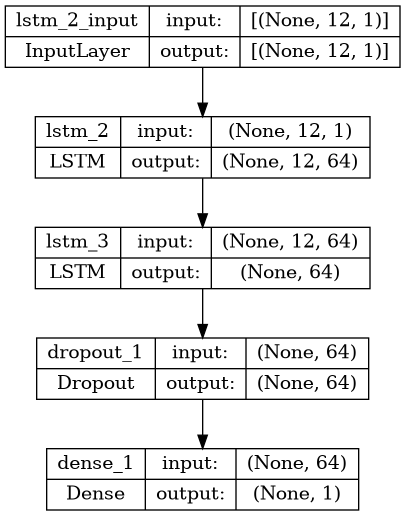 lstm_2_input input: [(None, 12, 1)]
InputLayer output: [(None, 12, 1)]
lstm_2 input: (None, 12, 1)
LSTM output: (None, 12, 64)
lstm_3 input: (None, 12, 64)
LSTM output: (None, 64)
dropout_1 input: (None, 64)
Dropout output: (None, 64)
dense_1 input: (None, 64)
Dense output: (None, 1)